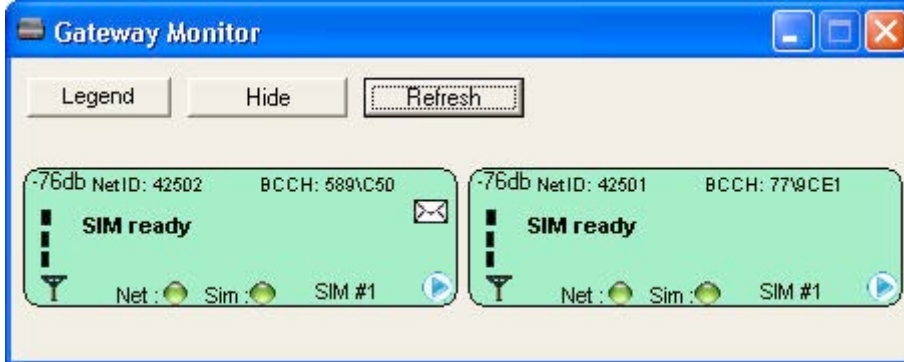 Gateway Monitor
Legend Hide Refresh
-76db NetID: 42502 BCCH: 589\C50
SIM ready
Net : Sim : SIM #1
-76db NetID: 42501 BCCH: 77\9CE1
SIM ready
Net : Sim : SIM #1